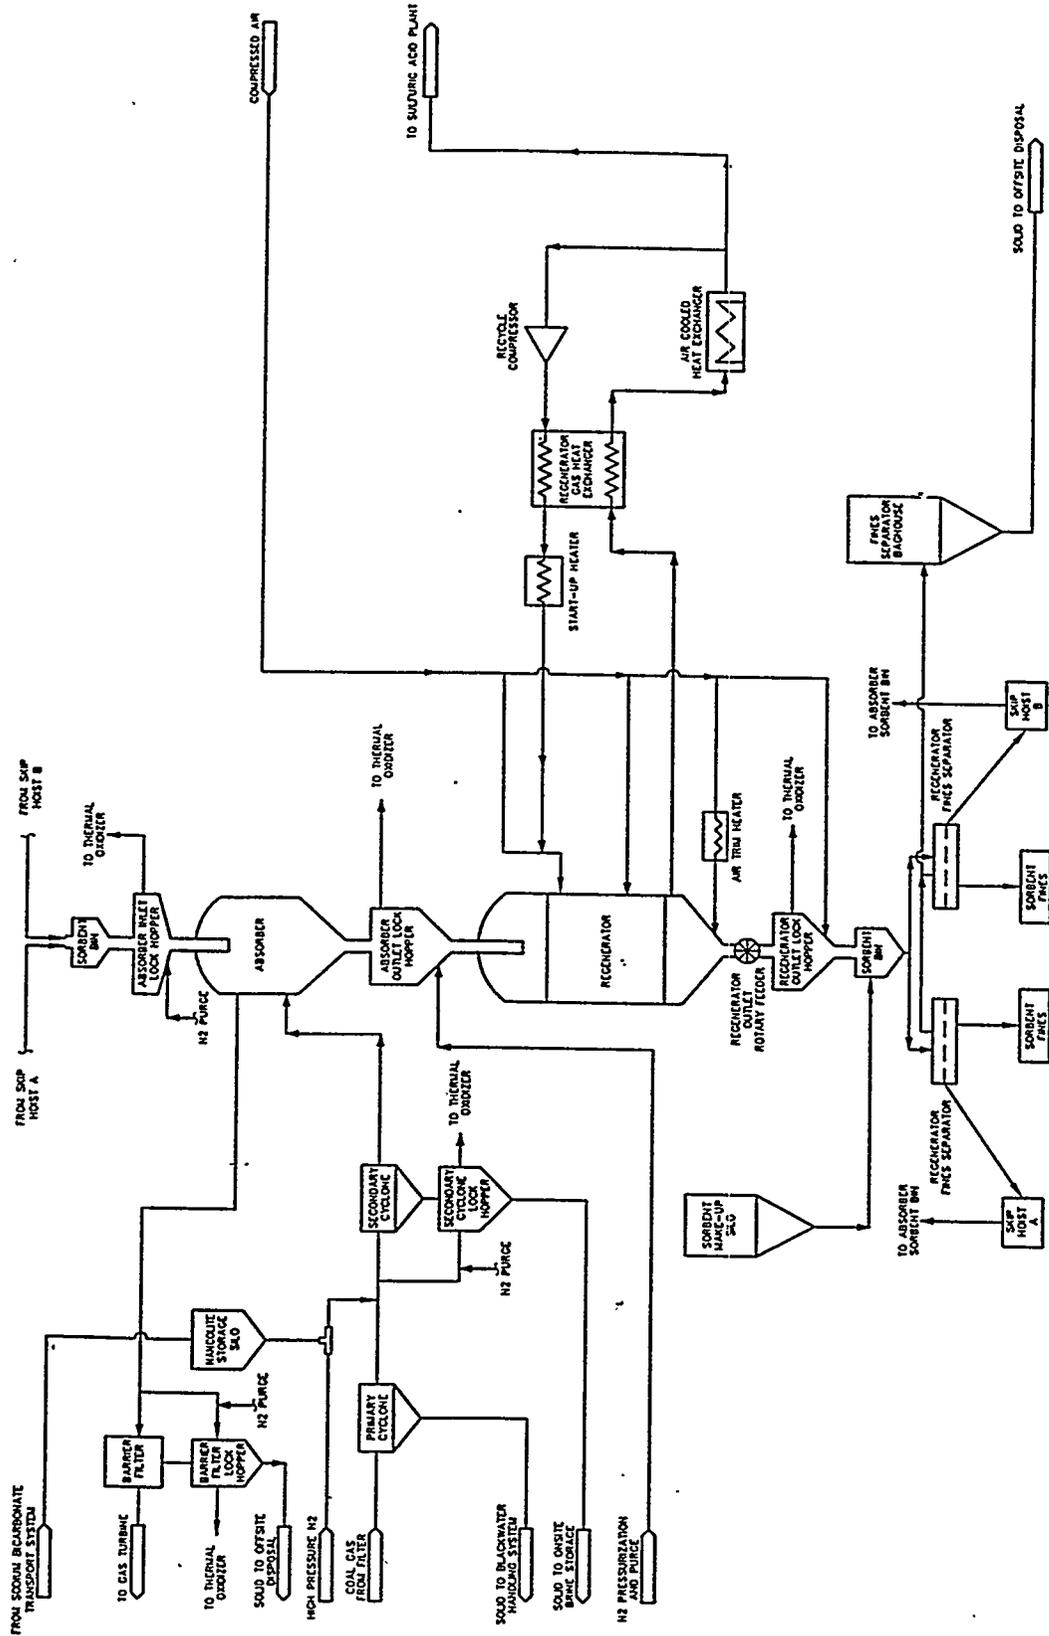 FROM SKIP
HOIST A
FROM SKIP
HOIST B
SORBENT
BIN
ABSORBER INLET
LOCK HOPPER
TO THERMAL
OXIDIZER
N2 PURGE
ABSORBER
ABSORBER
OUTLET LOCK
HOPPER
TO THERMAL
OXIDIZER
REGENERATOR
REGENERATOR
OUTLET
ROTARY FEEDER
REGENERATOR
OUTLET LOCK
HOPPER
TO THERMAL
OXIDIZER
AIR TRIM HEATER
SORBENT
BIN
COMPRESSED AIR
TO SULFURIC ACID PLANT
RECYCLE
COMPRESSOR
REGENERATOR
GAS HEAT
EXCHANGER
AIR COOLED
HEAT EXCHANGER
START-UP HEATER
FINES
SEPARATOR
BAGHOUSE
SOLID TO OFFSITE DISPOSAL
TO ABSORBER
SORBENT BIN
SKIP
HOIST
B
REGENERATOR
FINES SEPARATOR
SORBENT
FINES
SORBENT
FINES
REGENERATOR
FINES SEPARATOR
SKIP
HOIST
A
TO ABSORBER
SORBENT BIN
SORBENT
MAKE-UP
SILO
FROM SODIUM BICARBONATE
TRANSPORT SYSTEM
NAHCOLITE
STORAGE
SILO
BARRIER
FILTER
BARRIER
FILTER
LOCK
HOPPER
N2 PURGE
TO GAS TURBINE
TO THERMAL
OXIDIZER
SOLID TO OFFSITE
DISPOSAL
HIGH PRESSURE N2
COAL GAS
FROM FILTER
PRIMARY
CYCLONE
SECONDARY
CYCLONE
SECONDARY
CYCLONE
LOCK
HOPPER
TO THERMAL
OXIDIZER
N2 PURGE
SOLID TO BLACKWATER
HANDLING SYSTEM
SOLID TO ONSITE
BRINE STORAGE
N2 PRESSURIZATION
AND PURGE